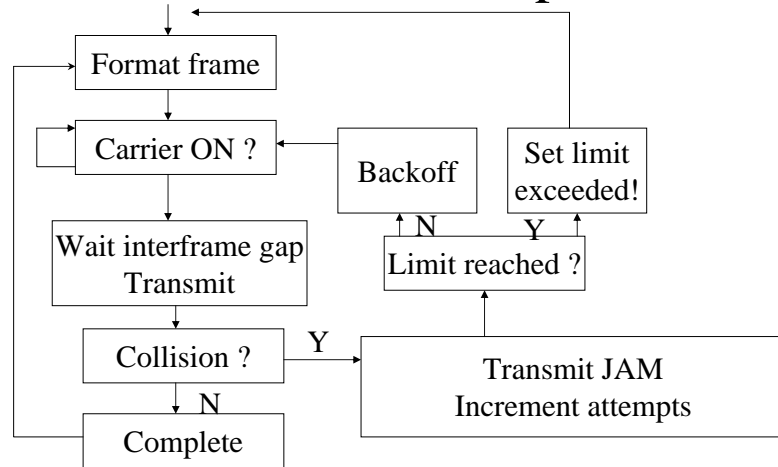 Format frame
Carrier ON ?
Backoff
Set limit
exceeded!
N
Y
Wait interframe gap
Transmit
Limit reached ?
Collision ?
Y
Transmit JAM
Increment attempts
N
Complete